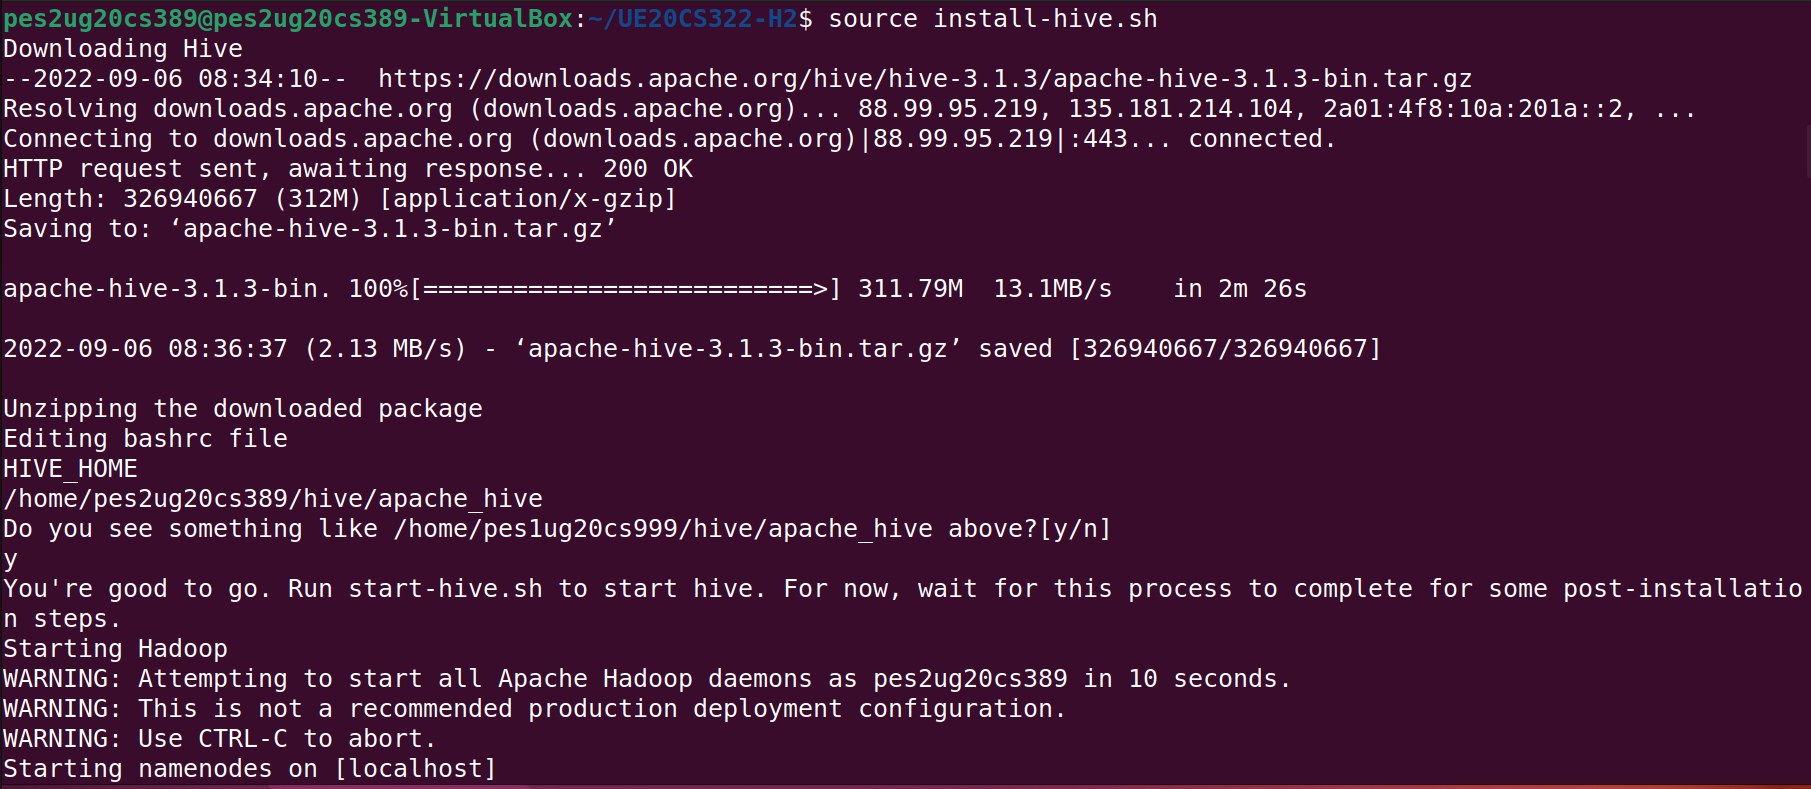 pes2ug20cs389@pes2ug20cs389-VirtualBox:~/UE20CS322-H2$ source install-hive.sh
Downloading Hive
--2022-09-06 08:34:10--  https://downloads.apache.org/hive/hive-3.1.3/apache-hive-3.1.3-bin.tar.gz
Resolving downloads.apache.org (downloads.apache.org)... 88.99.95.219, 135.181.214.104, 2a01:4f8:10a:201a::2, ...
Connecting to downloads.apache.org (downloads.apache.org)|88.99.95.219|:443... connected.
HTTP request sent, awaiting response... 200 OK
Length: 326940667 (312M) [application/x-gzip]
Saving to: ‘apache-hive-3.1.3-bin.tar.gz’
apache-hive-3.1.3-bin. 100%[==========================>] 311.79M  13.1MB/s    in 2m 26s
2022-09-06 08:36:37 (2.13 MB/s) - ‘apache-hive-3.1.3-bin.tar.gz’ saved [326940667/326940667]
Unzipping the downloaded package
Editing bashrc file
HIVE_HOME
/home/pes2ug20cs389/hive/apache_hive
Do you see something like /home/pes1ug20cs999/hive/apache_hive above?[y/n]
y
You're good to go. Run start-hive.sh to start hive. For now, wait for this process to complete for some post-installatio
n steps.
Starting Hadoop
WARNING: Attempting to start all Apache Hadoop daemons as pes2ug20cs389 in 10 seconds.
WARNING: This is not a recommended production deployment configuration.
WARNING: Use CTRL-C to abort.
Starting namenodes on [localhost]